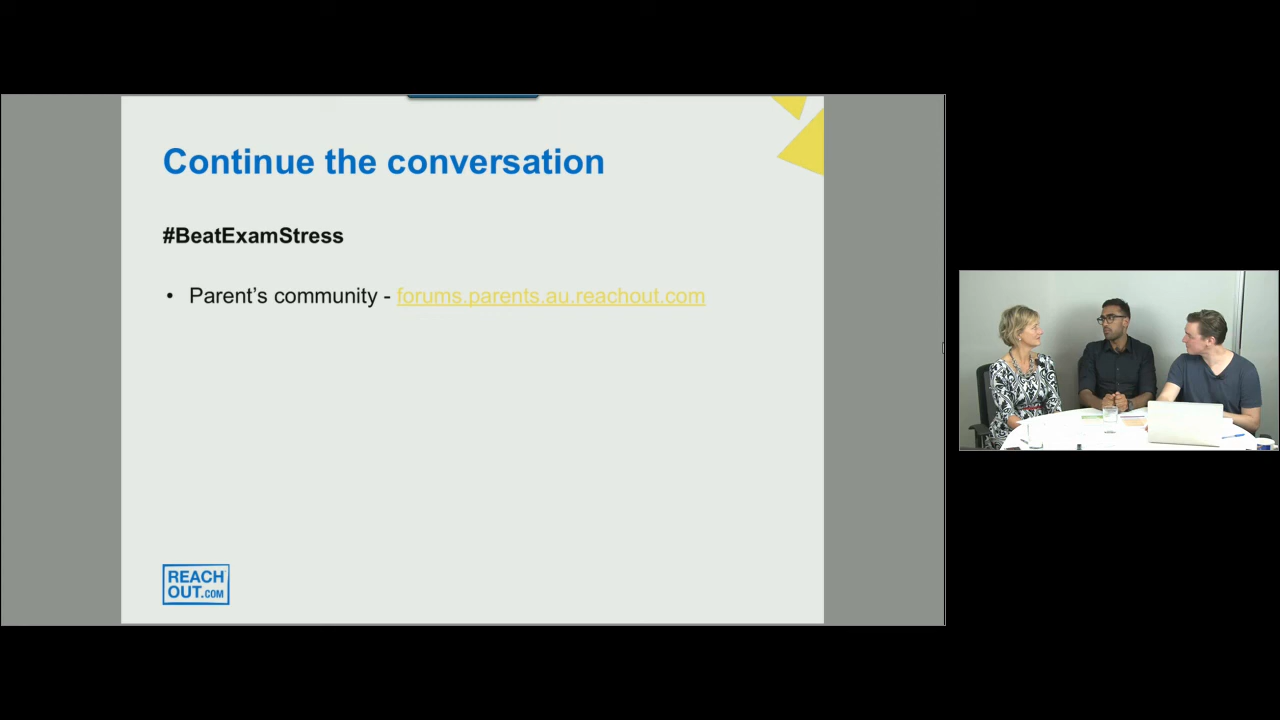 Continue the conversation
#BeatExamStress
• Parent's community - forums.parents.au.reachout.com
REACH
OUT.COM